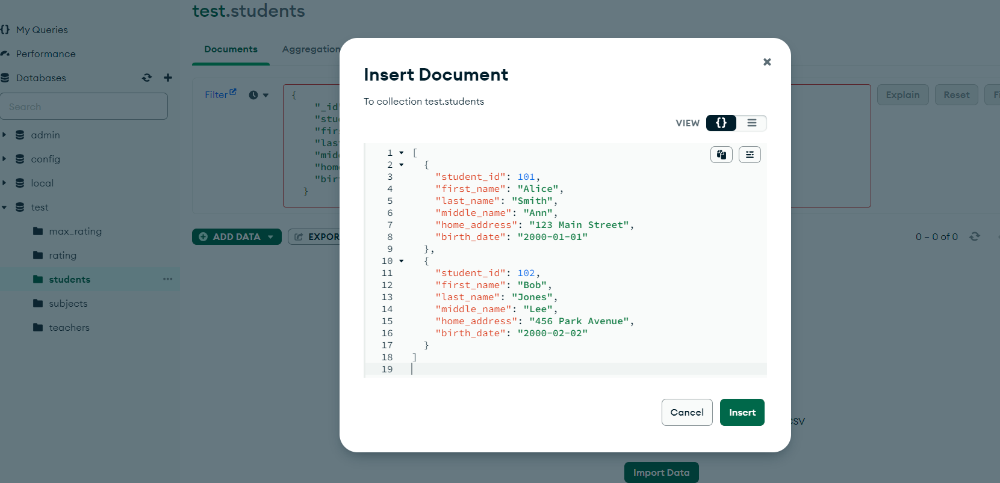 test.students
My Queries
Performance
Databases
Search
admin
config
local
test
max_rating
rating
students
subjects
teachers
Documents
Aggregation
Filter
{
"_id"
"stu
"fir
"las
"mid
"hom
"bir
}
Explain
Reset
ADD DATA
EXPOR
0 – 0 of 0
Insert Document
To collection test.students
VIEW {}
1 [
2 {
3 "student_id": 101,
4 "first_name": "Alice",
5 "last_name": "Smith",
6 "middle_name": "Ann",
7 "home_address": "123 Main Street",
8 "birth_date": "2000-01-01"
9 },
10 {
11 "student_id": 102,
12 "first_name": "Bob",
13 "last_name": "Jones",
14 "middle_name": "Lee",
15 "home_address": "456 Park Avenue",
16 "birth_date": "2000-02-02"
17 }
18 ]
19
Cancel
Insert
CSV
Import Data